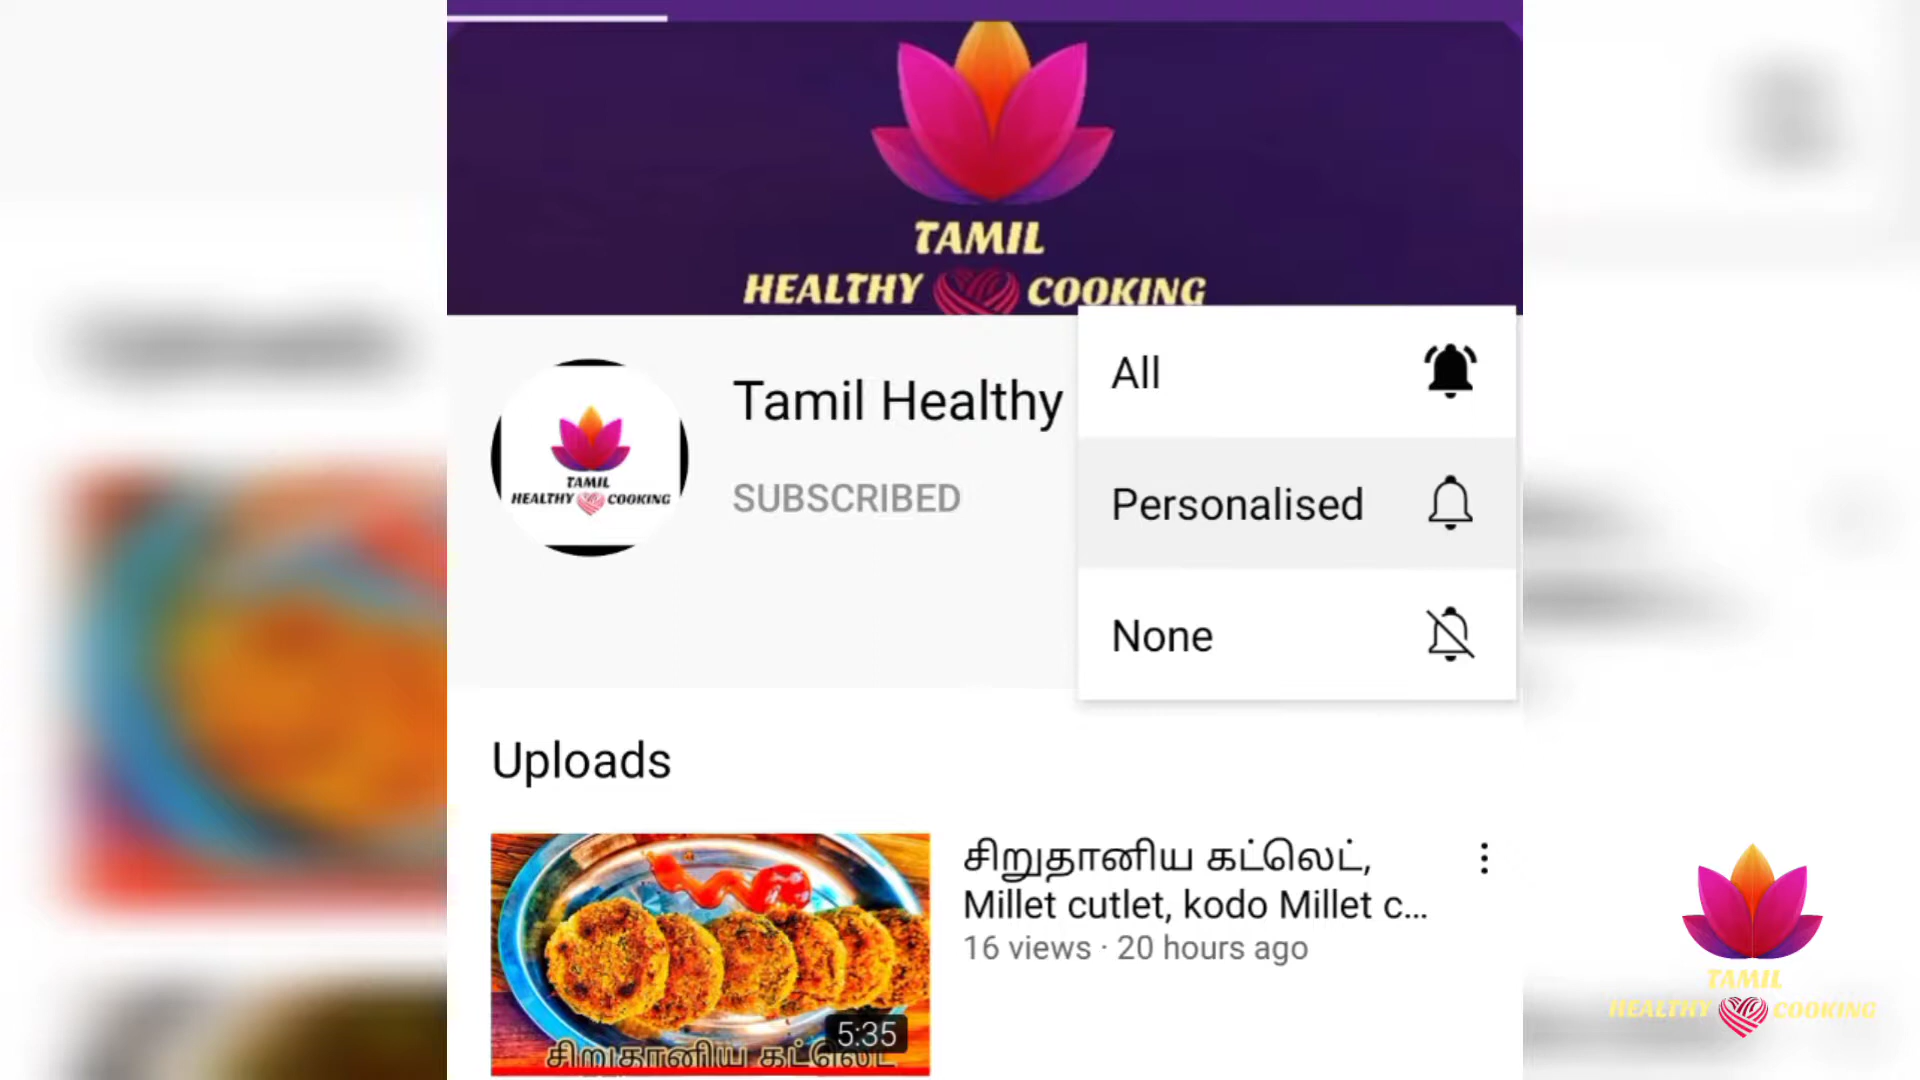 TAMIL
HEALTHY COOKING
All
Tamil Healthy
TAMIL
HEALTHY COOKING
SUBSCRIBED
Personalised
None
Uploads
சிறுதானிய கட்லெட்,
Millet cutlet, kodo Millet c...
16 views · 20 hours ago
5:35
சிறுதானிய கட்லெட்
TAMIL
HEALTHY COOKING